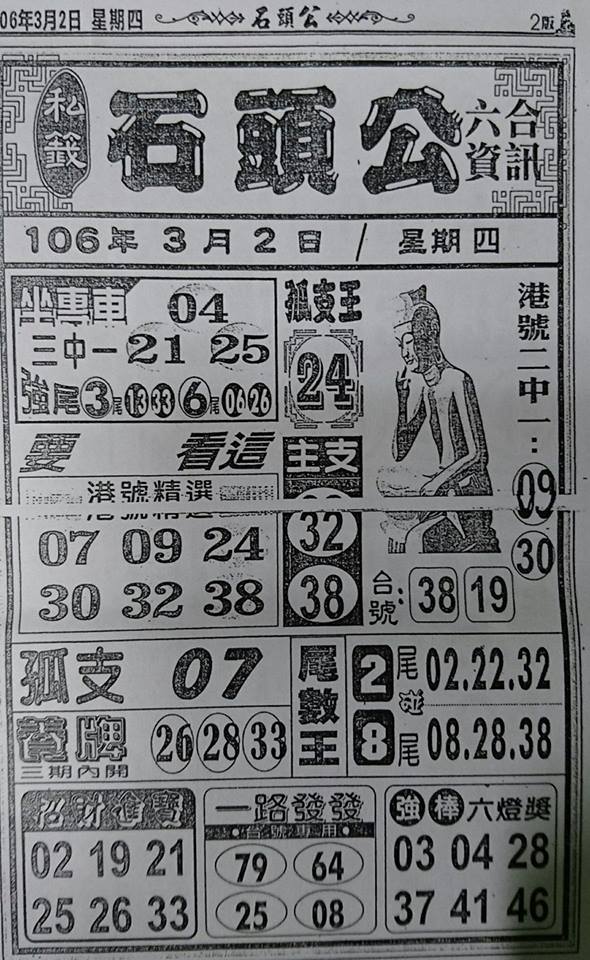 06年3月2日 星期四
石頭公
2版
私籤
石頭公
六合資訊
106年 3月2日 / 星期四
坐專車 04
三中一 21 25
強尾 3尾 13 33 6尾 06 26
孤支王
24
港號二中一:
09
30
要 看這
港號精選
07 09 24
30 32 38
主支
32
38
台號: 38 19
孤支 07
養牌 26 28 33
三期內開
尾數王
2尾 02.22.32
碰
8尾 08.28.38
招財進寶
02 19 21
25 26 33
一路發發
台號專用
79 64
25 08
強棒六燈獎
03 04 28
37 41 46